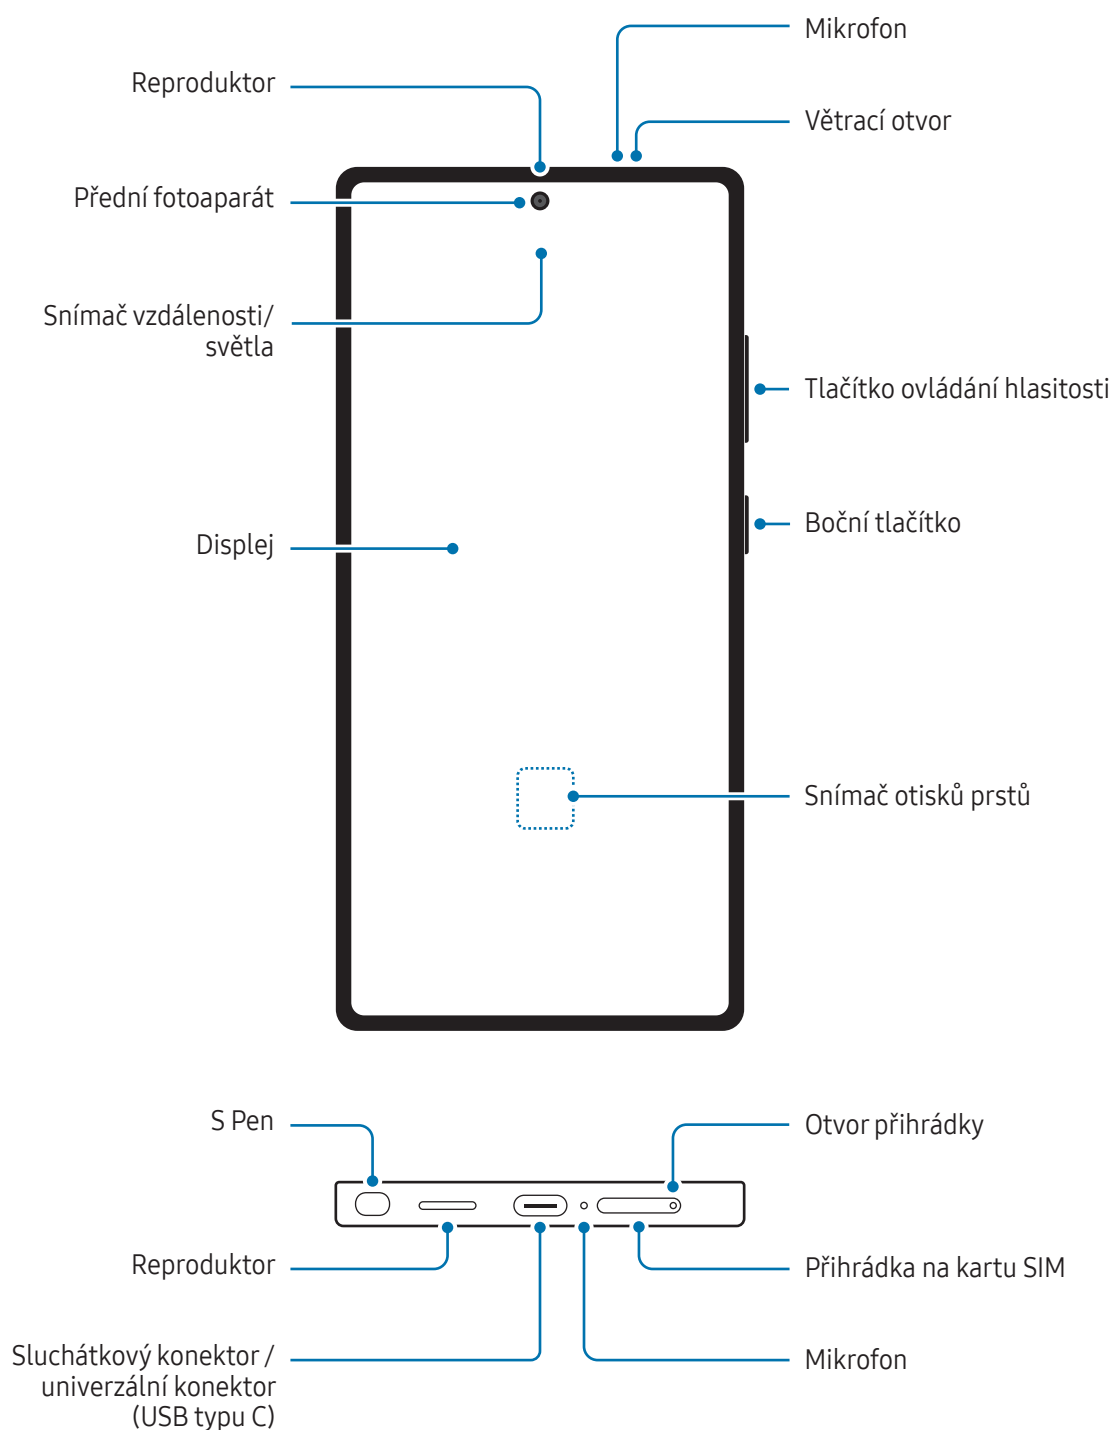 Mikrofon
Reproduktor
Větrací otvor
Přední fotoaparát
Snímač vzdálenosti/
světla
Tlačítko ovládání hlasitosti
Boční tlačítko
Displej
Snímač otisků prstů
S Pen
Otvor přihrádky
Reproduktor
Přihrádka na kartu SIM
Sluchátkový konektor /
univerzální konektor
(USB typu C)
Mikrofon